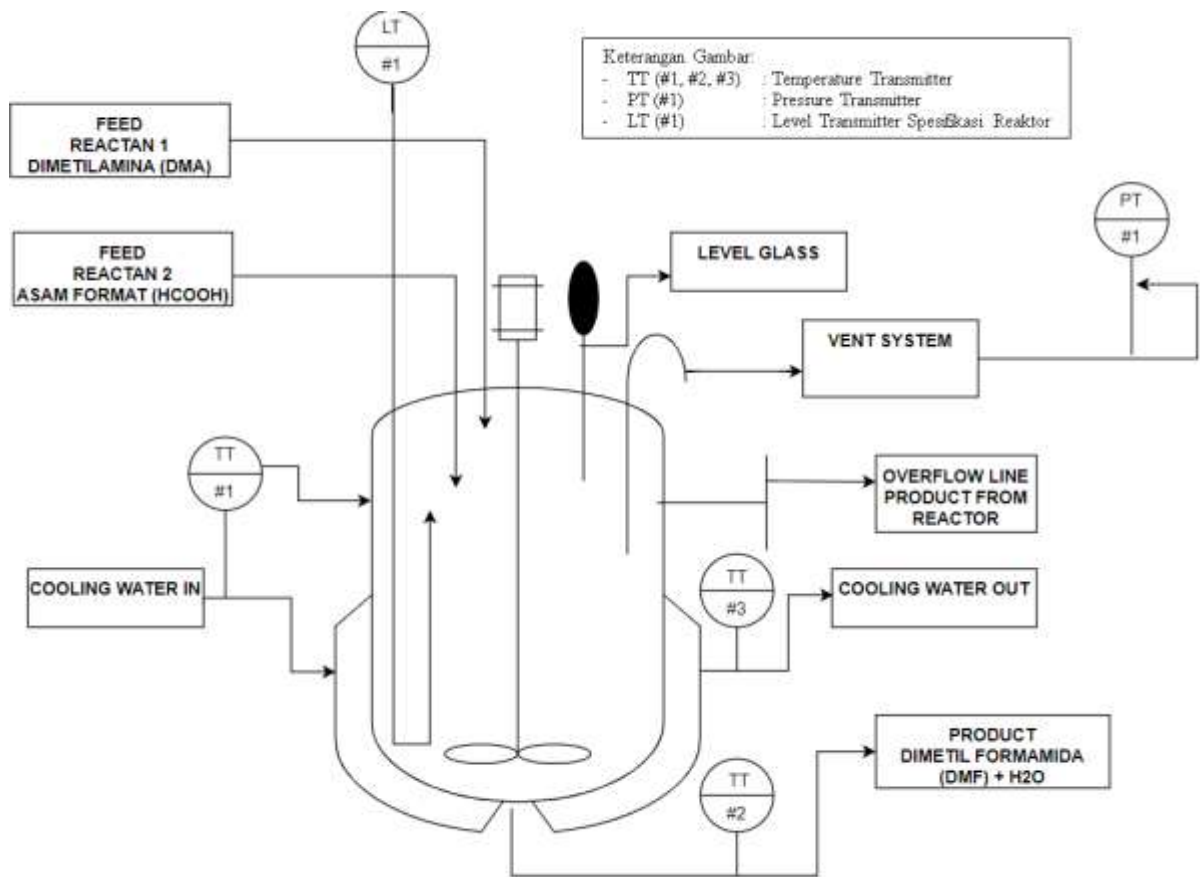 LT
#1
Keterangan Gambar:
- TT (#1, #2, #3) : Temperature Transmitter
- PT (#1) : Pressure Transmitter
- LT (#1) : Level Transmitter Spesifikasi Reaktor
FEED
REACTAN 1
DIMETILAMINA (DMA)
PT
#1
FEED
REACTAN 2
ASAM FORMAT (HCOOH)
LEVEL GLASS
VENT SYSTEM
TT
#1
OVERFLOW LINE
PRODUCT FROM
REACTOR
COOLING WATER IN
TT
#3
COOLING WATER OUT
PRODUCT
DIMETIL FORMAMIDA
(DMF) + H2O
TT
#2